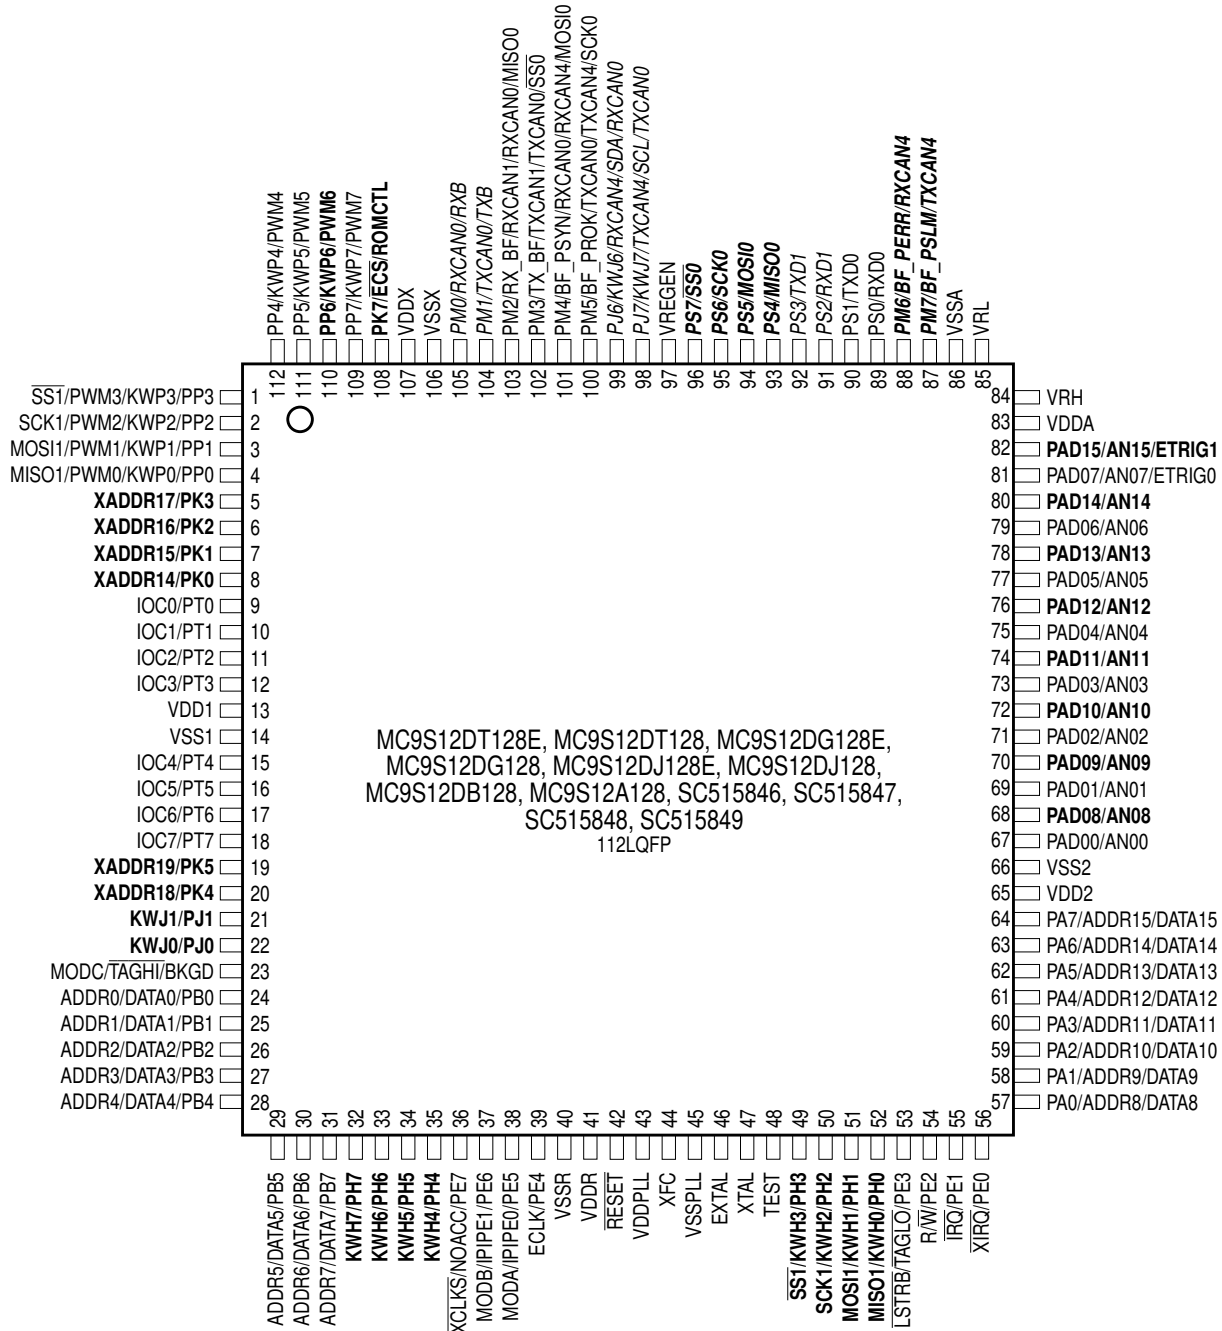 PP4/KWP4/PWM4
PP5/KWP5/PWM5
PP6/KWP6/PWM6
PP7/KWP7/PWM7
PK7/ECS/ROMCTL
VDDX
VSSX
PM0/RXCAN0/RXB
PM1/TXCAN0/TXB
PM2/RX_BF/RXCAN1/RXCAN0/MISO0
PM3/TX_BF/TXCAN1/TXCAN0/SS0
PM4/BF_PSYN/RXCAN0/RXCAN4/MOSI0
PM5/BF_PROK/TXCAN0/TXCAN4/SCK0
PJ6/KWJ6/RXCAN4/SDA/RXCAN0
PJ7/KWJ7/TXCAN4/SCL/TXCAN0
VREGEN
PS7/SS0
PS6/SCK0
PS5/MOSI0
PS4/MISO0
PS3/TXD1
PS2/RXD1
PS1/TXD0
PS0/RXD0
PM6/BF_PERR/RXCAN4
PM7/BF_PSLM/TXCAN4
VSSA
VRL
112
111
110
109
108
107
106
105
104
103
102
101
100
99
98
97
96
95
94
93
92
91
90
89
88
87
86
85
SS1/PWM3/KWP3/PP3 1
SCK1/PWM2/KWP2/PP2 2
MOSI1/PWM1/KWP1/PP1 3
MISO1/PWM0/KWP0/PP0 4
XADDR17/PK3 5
XADDR16/PK2 6
XADDR15/PK1 7
XADDR14/PK0 8
IOC0/PT0 9
IOC1/PT1 10
IOC2/PT2 11
IOC3/PT3 12
VDD1 13
VSS1 14
IOC4/PT4 15
IOC5/PT5 16
IOC6/PT6 17
IOC7/PT7 18
XADDR19/PK5 19
XADDR18/PK4 20
KWJ1/PJ1 21
KWJ0/PJ0 22
MODC/TAGHI/BKGD 23
ADDR0/DATA0/PB0 24
ADDR1/DATA1/PB1 25
ADDR2/DATA2/PB2 26
ADDR3/DATA3/PB3 27
ADDR4/DATA4/PB4 28
MC9S12DT128E, MC9S12DT128, MC9S12DG128E,
MC9S12DG128, MC9S12DJ128E, MC9S12DJ128,
MC9S12DB128, MC9S12A128, SC515846, SC515847,
SC515848, SC515849
112LQFP
84 VRH
83 VDDA
82 PAD15/AN15/ETRIG1
81 PAD07/AN07/ETRIG0
80 PAD14/AN14
79 PAD06/AN06
78 PAD13/AN13
77 PAD05/AN05
76 PAD12/AN12
75 PAD04/AN04
74 PAD11/AN11
73 PAD03/AN03
72 PAD10/AN10
71 PAD02/AN02
70 PAD09/AN09
69 PAD01/AN01
68 PAD08/AN08
67 PAD00/AN00
66 VSS2
65 VDD2
64 PA7/ADDR15/DATA15
63 PA6/ADDR14/DATA14
62 PA5/ADDR13/DATA13
61 PA4/ADDR12/DATA12
60 PA3/ADDR11/DATA11
59 PA2/ADDR10/DATA10
58 PA1/ADDR9/DATA9
57 PA0/ADDR8/DATA8
29
30
31
32
33
34
35
36
37
38
39
40
41
42
43
44
45
46
47
48
49
50
51
52
53
54
55
56
ADDR5/DATA5/PB5
ADDR6/DATA6/PB6
ADDR7/DATA7/PB7
KWH7/PH7
KWH6/PH6
KWH5/PH5
KWH4/PH4
XCLKS/NOACC/PE7
MODB/IPIPE1/PE6
MODA/IPIPE0/PE5
ECLK/PE4
VSSR
VDDR
RESET
VDDPLL
XFC
VSSPLL
EXTAL
XTAL
TEST
SS1/KWH3/PH3
SCK1/KWH2/PH2
MOSI1/KWH1/PH1
MISO1/KWH0/PH0
LSTRB/TAGLO/PE3
R/W/PE2
IRQ/PE1
XIRQ/PE0